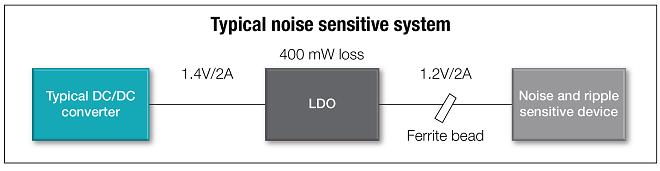 Typical noise sensitive system
400 mW loss
1.4V/2A
1.2V/2A
Typical DC/DC
converter
LDO
Noise and ripple
sensitive device
Ferrite bead